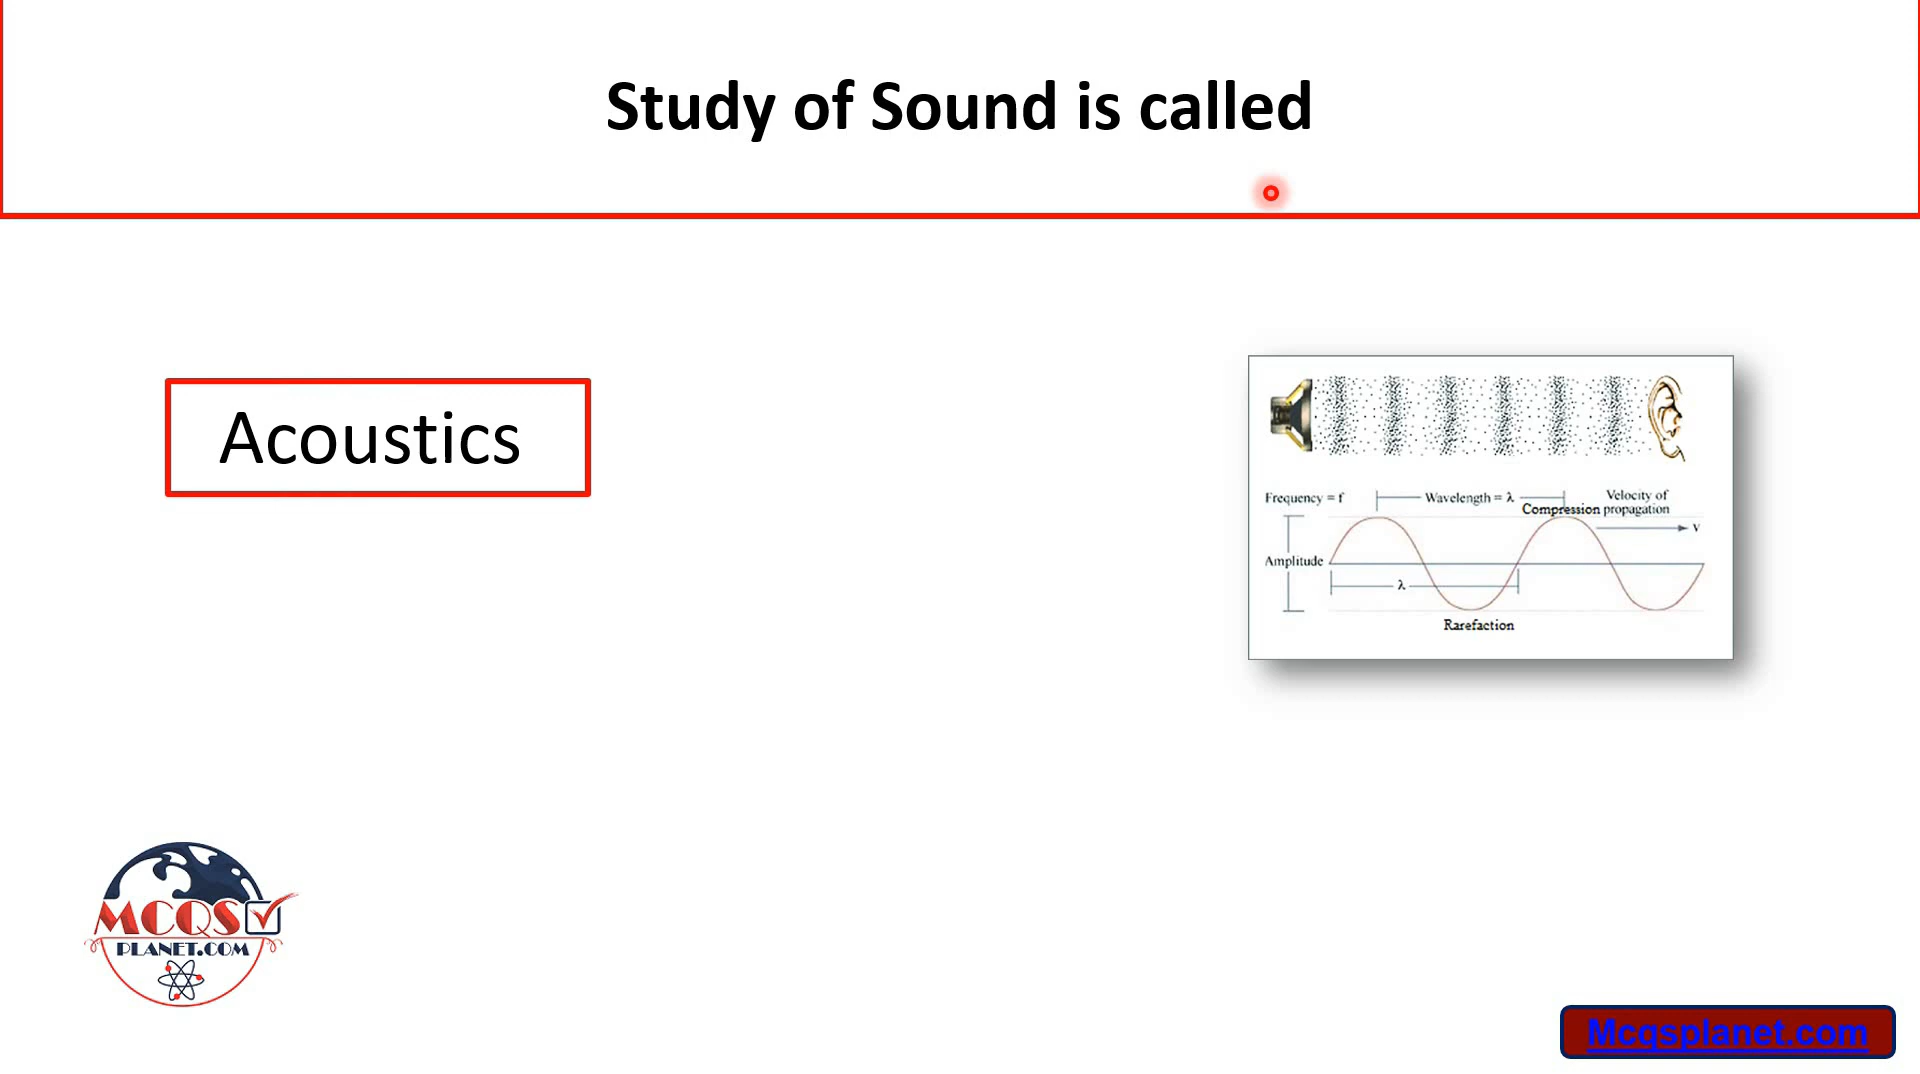 Study of Sound is called
Acoustics
Frequency = f
Wavelength = λ
Velocity of
Compression propagation
v
Amplitude
λ
Rarefaction
MCQS
PLANET.COM
Mcqsplanet.com